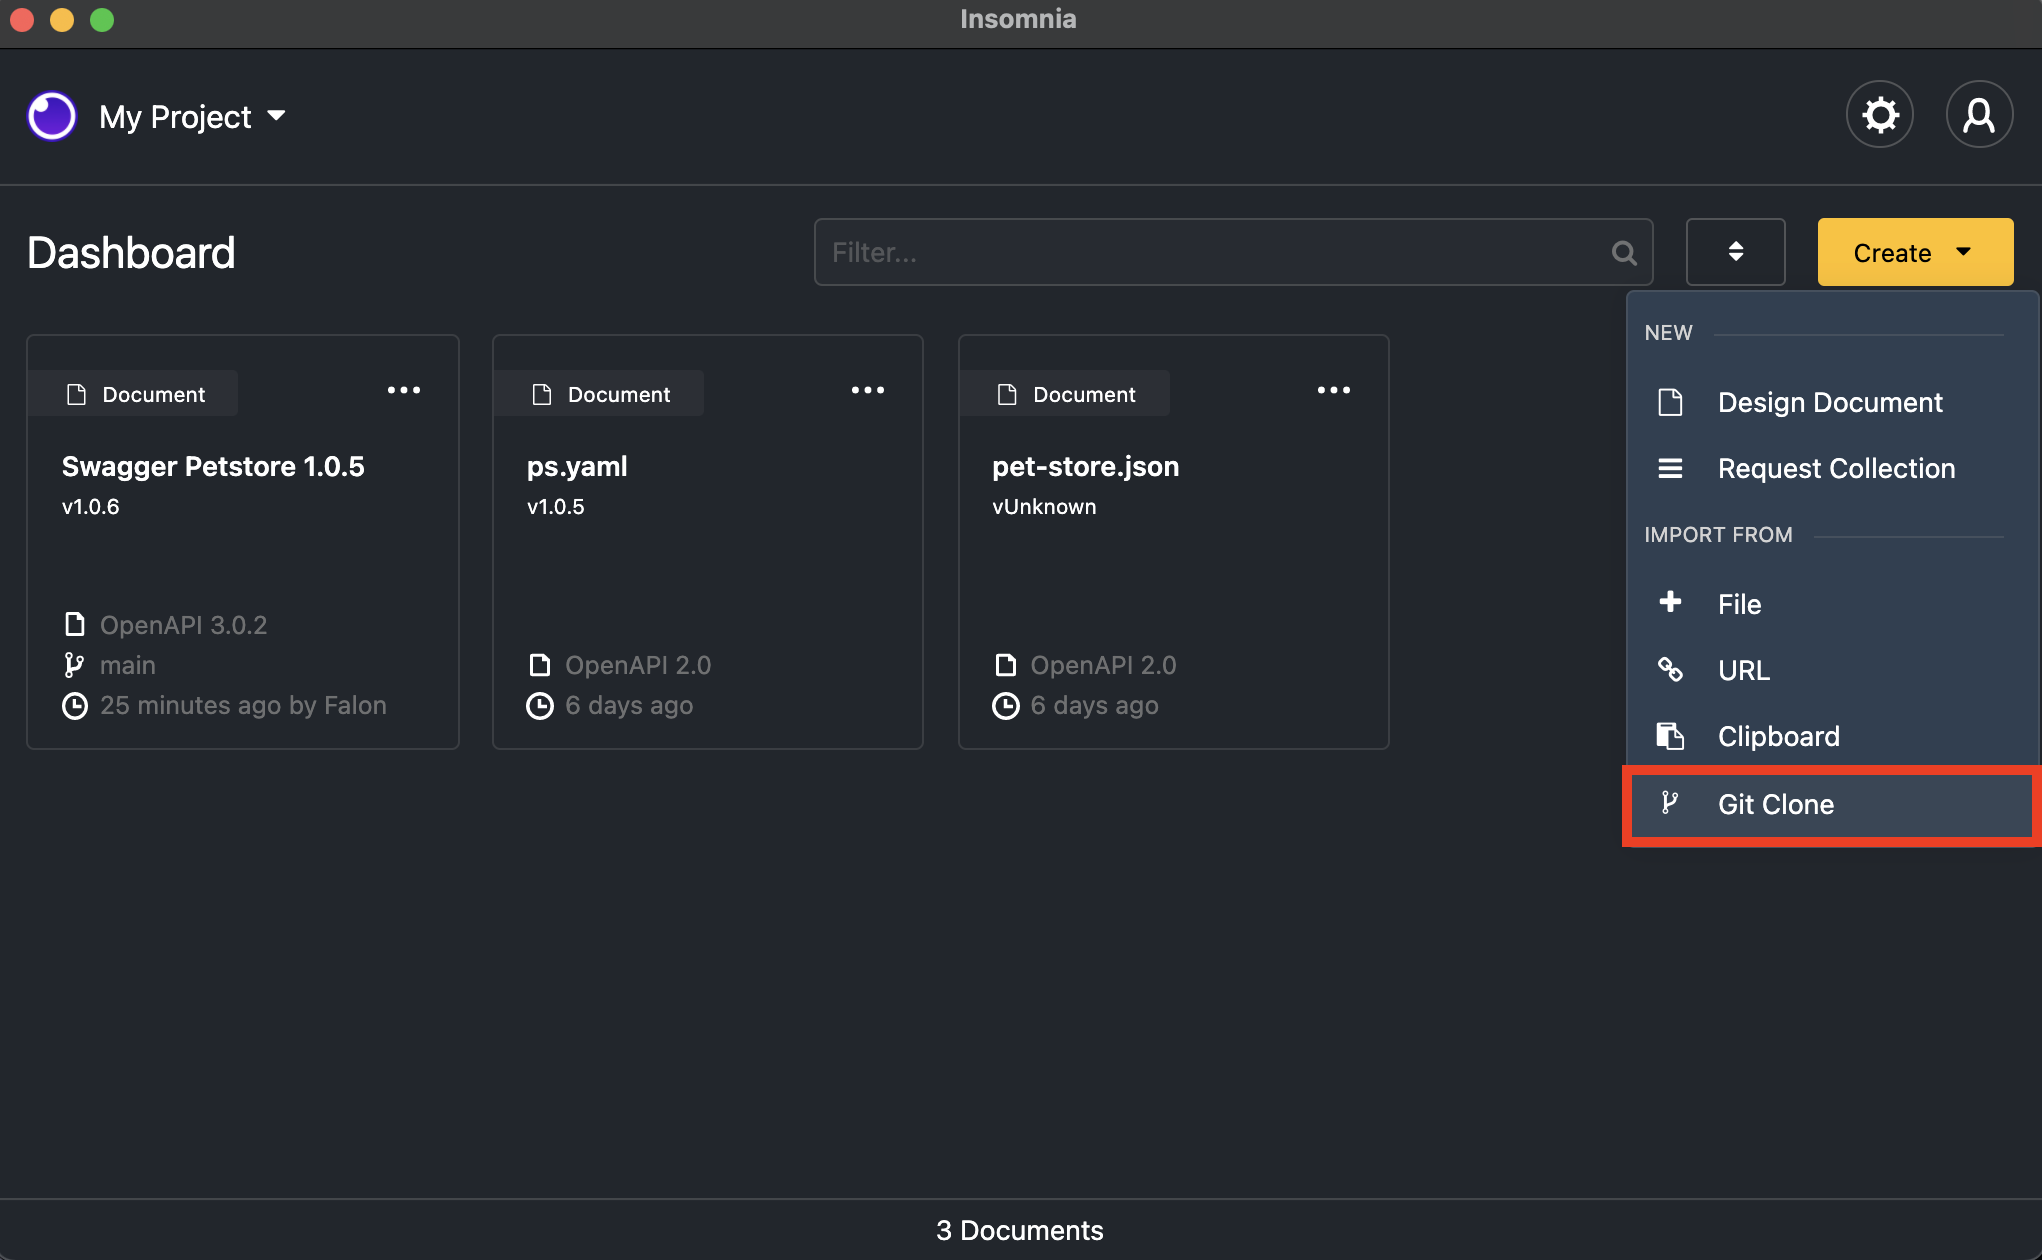 Insomnia
My Project
Dashboard
Filter...
Create
Document
Swagger Petstore 1.0.5
v1.0.6
OpenAPI 3.0.2
main
25 minutes ago by Falon
Document
ps.yaml
v1.0.5
OpenAPI 2.0
6 days ago
Document
pet-store.json
vUnknown
OpenAPI 2.0
6 days ago
NEW
Design Document
Request Collection
IMPORT FROM
File
URL
Clipboard
Git Clone
3 Documents